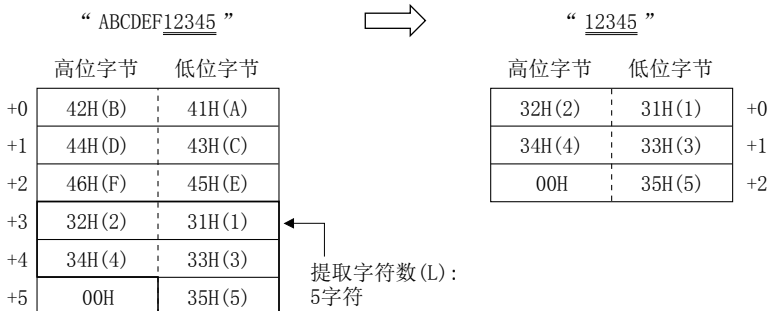 “ ABCDEF12345 ” “ 12345 ”
高位字节 低位字节 高位字节 低位字节
+0 42H(B) 41H(A) 32H(2) 31H(1) +0
+1 44H(D) 43H(C) 34H(4) 33H(3) +1
+2 46H(F) 45H(E) 00H 35H(5) +2
+3 32H(2) 31H(1)
+4 34H(4) 33H(3)
提取字符数(L):
+5 00H 35H(5) 5字符